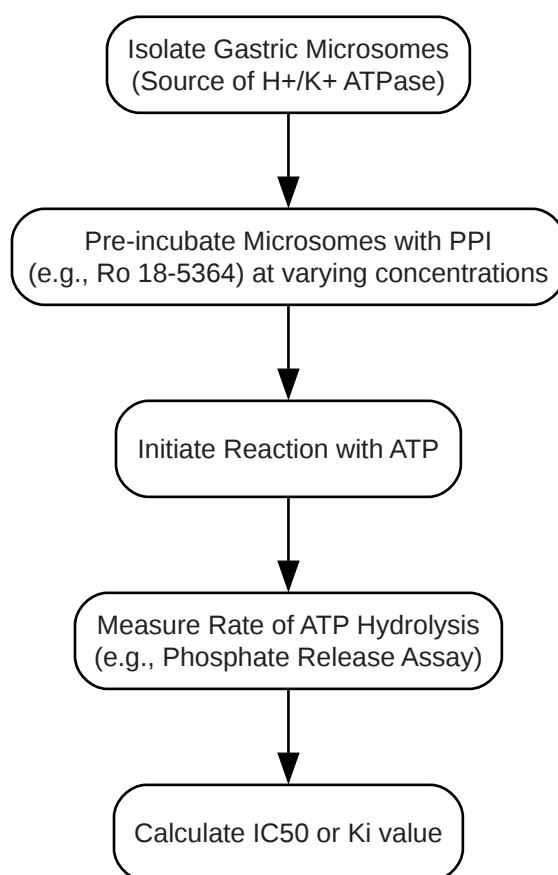 Isolate Gastric Microsomes
(Source of H+/K+ ATPase)
Pre-incubate Microsomes with PPI
(e.g., Ro 18-5364) at varying concentrations
Initiate Reaction with ATP
Measure Rate of ATP Hydrolysis
(e.g., Phosphate Release Assay)
Calculate IC50 or Ki value